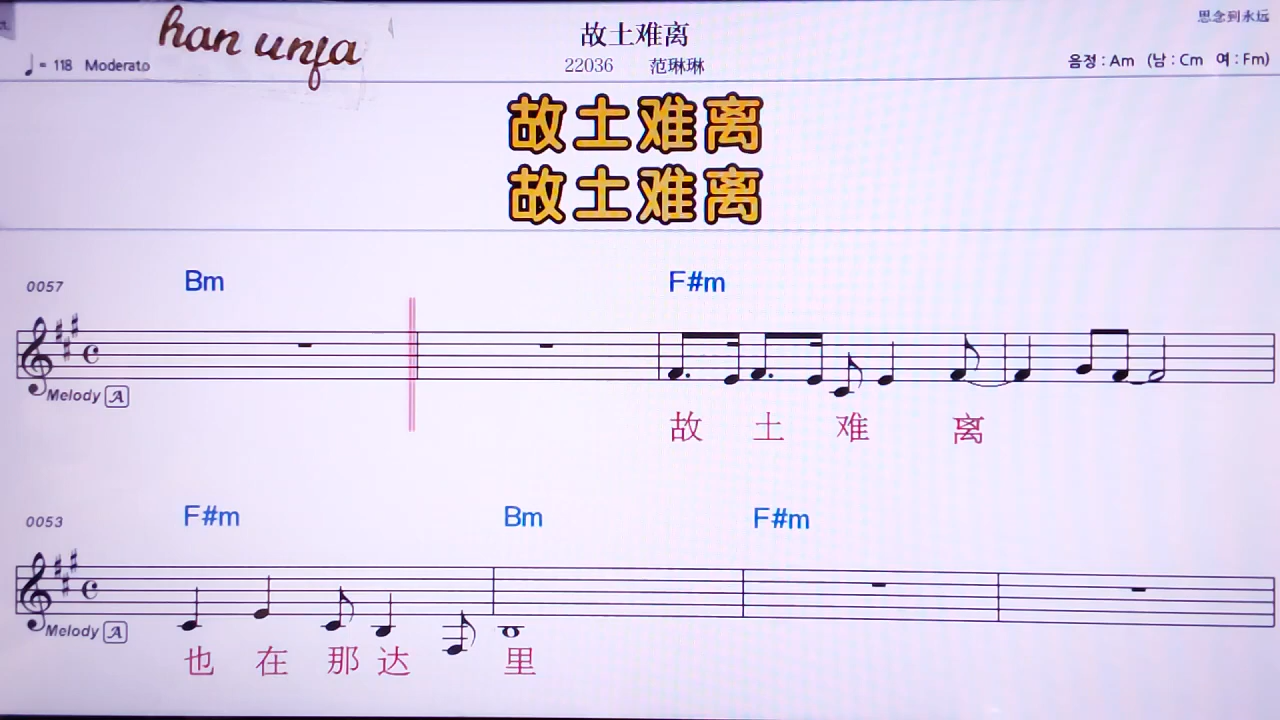 han unfa
故土难离
思念到永远
♩= 118 Moderato
22036 范琳琳
음정 : Am (남 : Cm 여 : Fm)
故土难离
故土难离
0057 Bm F#m
Melody A
故 土 难 离
0053 F#m Bm F#m
Melody A
也 在 那 达 里